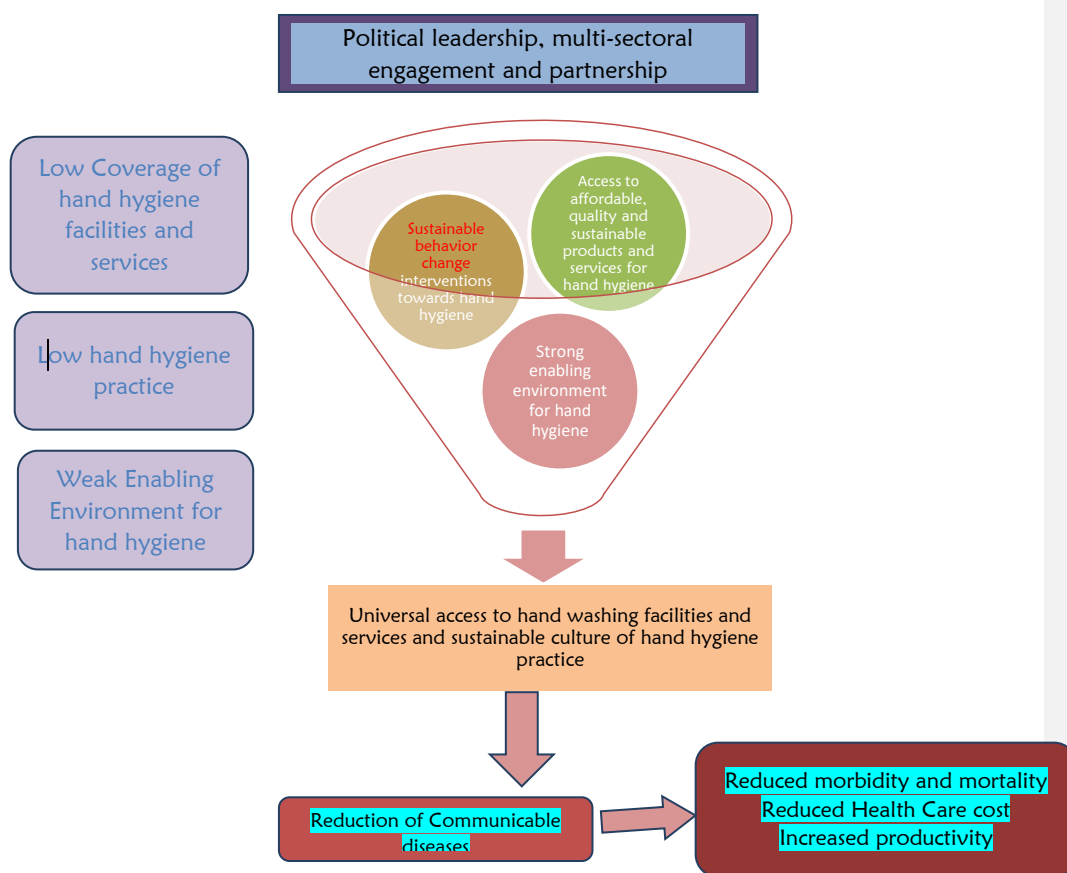 Political leadership, multi-sectoral
engagement and partnership
Low Coverage of
hand hygiene
facilities and
services
Low hand hygiene
practice
Weak Enabling
Environment for
hand hygiene
Sustainable
behavior
change
interventions
towards hand
hygiene
Access to
affordable,
quality and
sustainable
products and
services for
hand hygiene
Strong
enabling
environment
for hand
hygiene
Universal access to hand washing facilities and
services and sustainable culture of hand hygiene
practice
Reduction of Communicable
diseases
Reduced morbidity and mortality
Reduced Health Care cost
Increased productivity